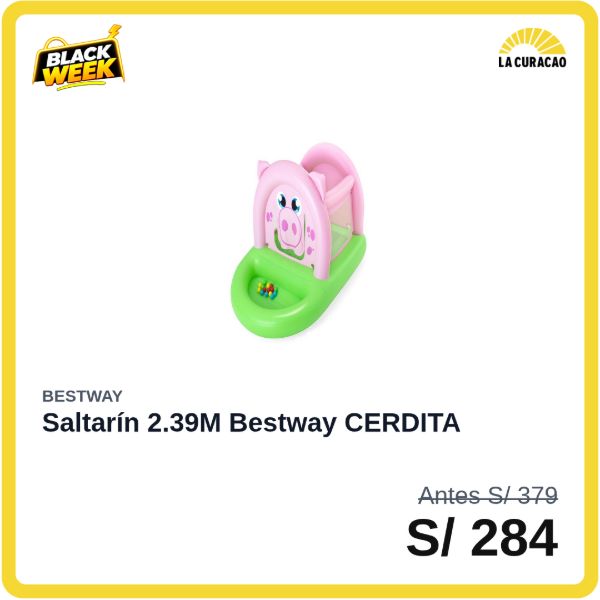 BLACK
WEEK
LA CURACAO
BESTWAY
Saltarín 2.39M Bestway CERDITA
Antes S/ 379
S/ 284